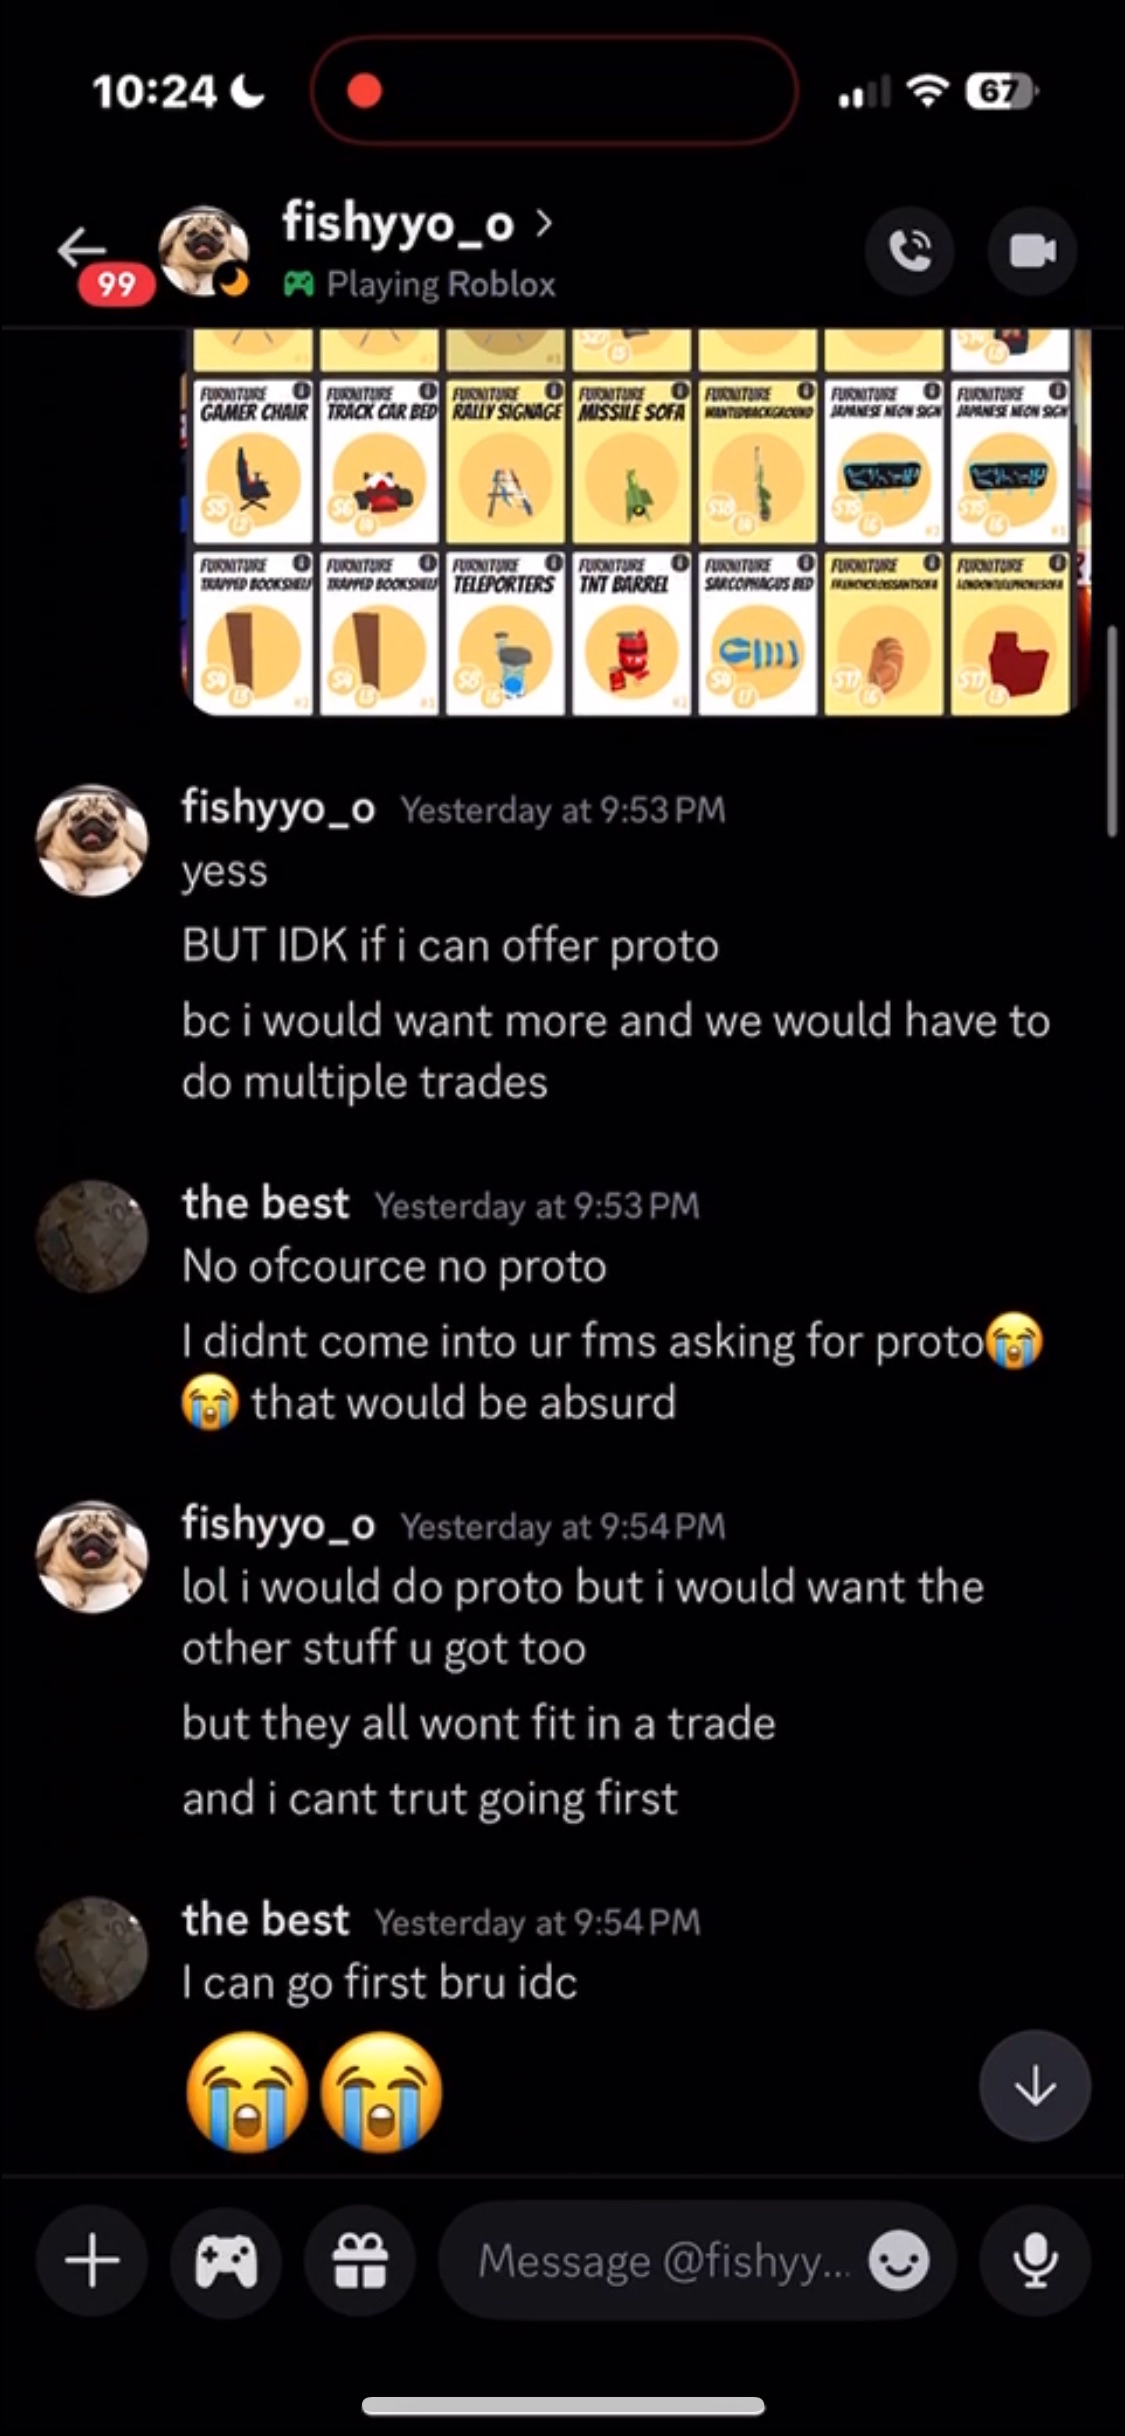 10:24
67
fishyyo_o
99
Playing Roblox
FURNITURE FURNITURE FURNITURE FURNITURE FURNITURE FURNITURE FURNITURE
GAMER CHAIR TRACK CAR BED RALLY SIGNAGE MISSILE SOFA WANTEDBACKGROUND JAPANESE NEON SIGN JAPANESE NEON SIGN
FURNITURE FURNITURE FURNITURE FURNITURE FURNITURE FURNITURE FURNITURE
TRAPPED BOOKSHELF TRAPPED BOOKSHELF TELEPORTERS TNT BARREL SARCOPHAGUS BED FRENCHCROISSANTSOFA LONDONTELEPHONESOFA
fishyyo_o Yesterday at 9:53 PM
yess
BUT IDK if i can offer proto
bc i would want more and we would have to
do multiple trades
the best Yesterday at 9:53 PM
No ofcource no proto
I didnt come into ur fms asking for proto😭
😭 that would be absurd
fishyyo_o Yesterday at 9:54 PM
lol i would do proto but i would want the
other stuff u got too
but they all wont fit in a trade
and i cant trut going first
the best Yesterday at 9:54 PM
I can go first bru idc
😭😭
Message @fishyy...